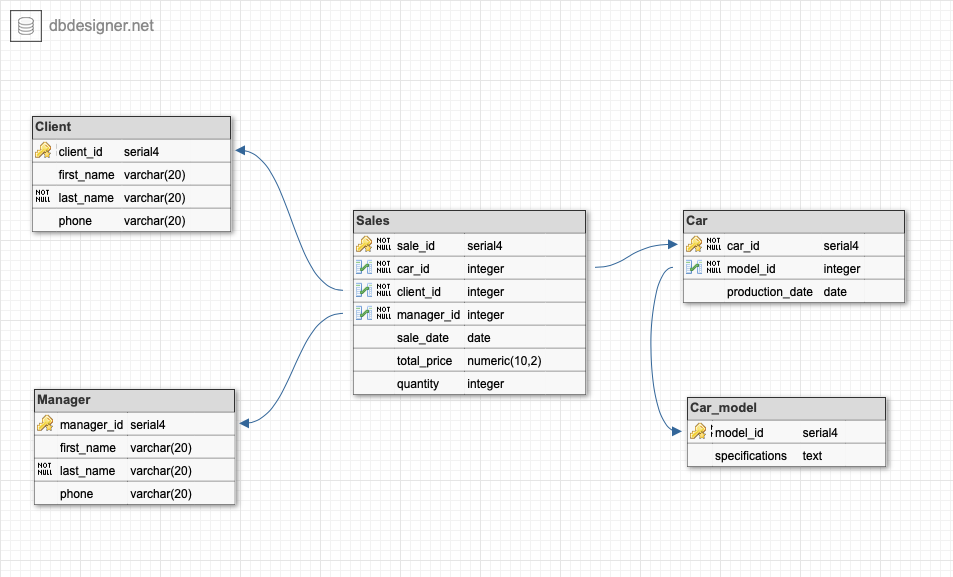 dbdesigner.net
Client
client_id serial4
first_name varchar(20)
NOT NULL last_name varchar(20)
phone varchar(20)
Sales
NOT NULL sale_id serial4
NOT NULL car_id integer
NOT NULL client_id integer
NOT NULL manager_id integer
sale_date date
total_price numeric(10,2)
quantity integer
Car
NOT NULL car_id serial4
NOT NULL model_id integer
production_date date
Manager
manager_id serial4
first_name varchar(20)
NOT NULL last_name varchar(20)
phone varchar(20)
Car_model
model_id serial4
specifications text